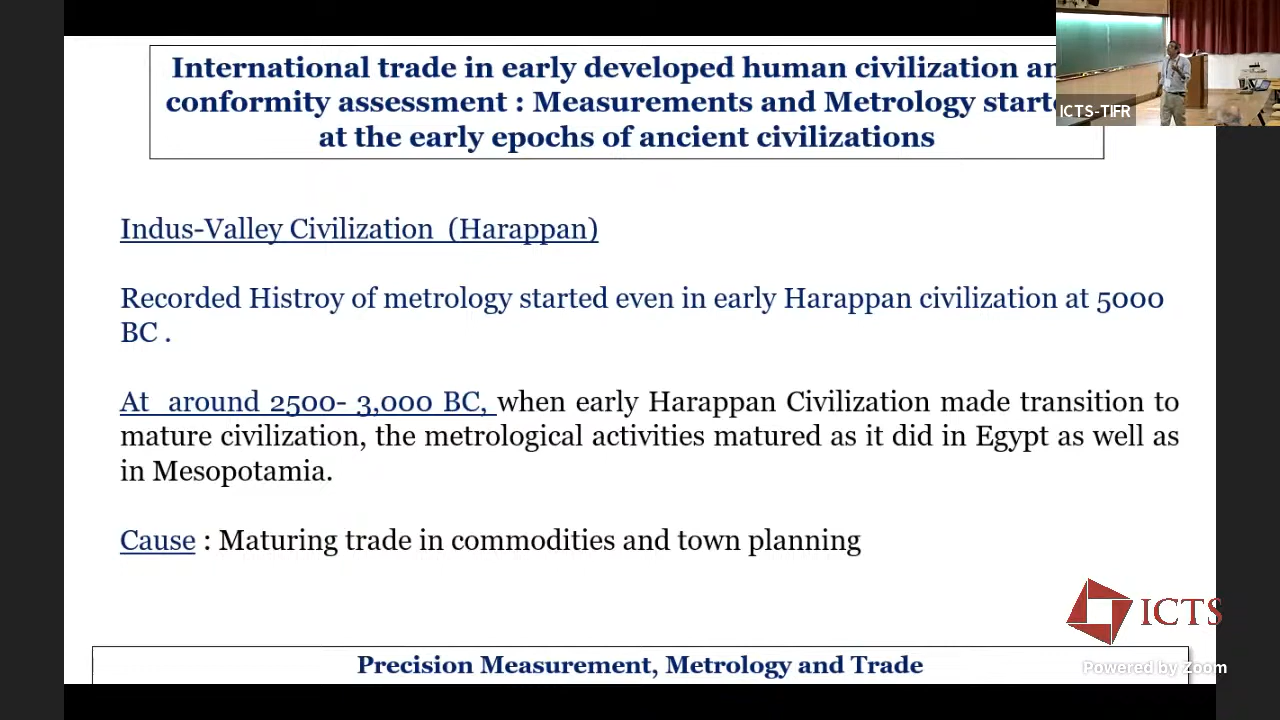 International trade in early developed human civilization an
conformity assessment : Measurements and Metrology starte
at the early epochs of ancient civilizations
ICTS-TIFR
Indus-Valley Civilization (Harappan)
Recorded Histroy of metrology started even in early Harappan civilization at 5000
BC .
At around 2500- 3,000 BC, when early Harappan Civilization made transition to
mature civilization, the metrological activities matured as it did in Egypt as well as
in Mesopotamia.
Cause : Maturing trade in commodities and town planning
ICTS
Precision Measurement, Metrology and Trade
Powered by Zoom